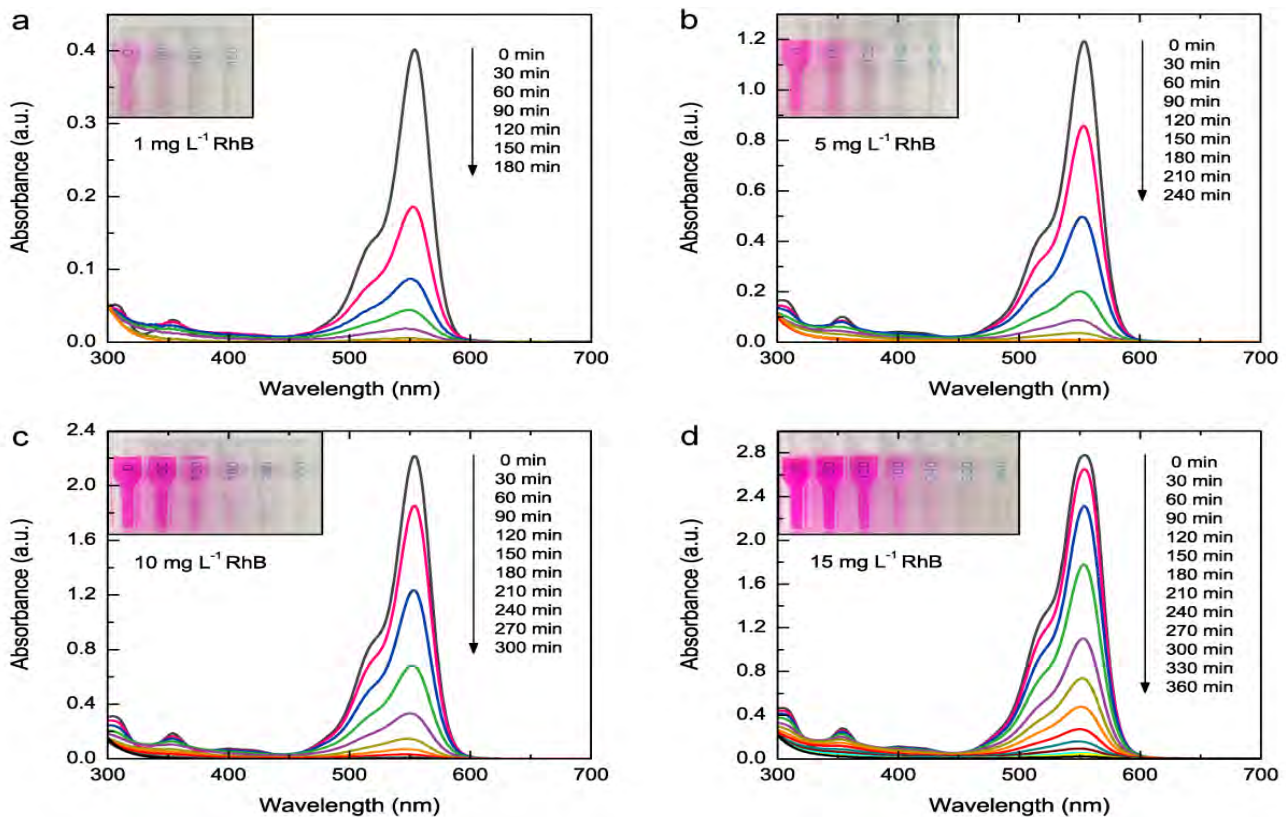 a
0.4
0.3
0.2
0.1
0.0
Absorbance (a.u.)
0
1 mg L⁻¹ RhB
0 min
30 min
60 min
90 min
120 min
150 min
180 min
300 400 500 600 700
Wavelength (nm)
b
1.2
1.0
0.8
0.6
0.4
0.2
0.0
Absorbance (a.u.)
0
5 mg L⁻¹ RhB
0 min
30 min
60 min
90 min
120 min
150 min
180 min
210 min
240 min
300 400 500 600 700
Wavelength (nm)
c
2.4
2.0
1.6
1.2
0.8
0.4
0.0
Absorbance (a.u.)
0
10 mg L⁻¹ RhB
0 min
30 min
60 min
90 min
120 min
150 min
180 min
210 min
240 min
270 min
300 min
300 400 500 600 700
Wavelength (nm)
d
2.8
2.4
2.0
1.6
1.2
0.8
0.4
0.0
Absorbance (a.u.)
15 mg L⁻¹ RhB
0 min
30 min
60 min
90 min
120 min
150 min
180 min
210 min
240 min
270 min
300 min
330 min
360 min
300 400 500 600 700
Wavelength (nm)